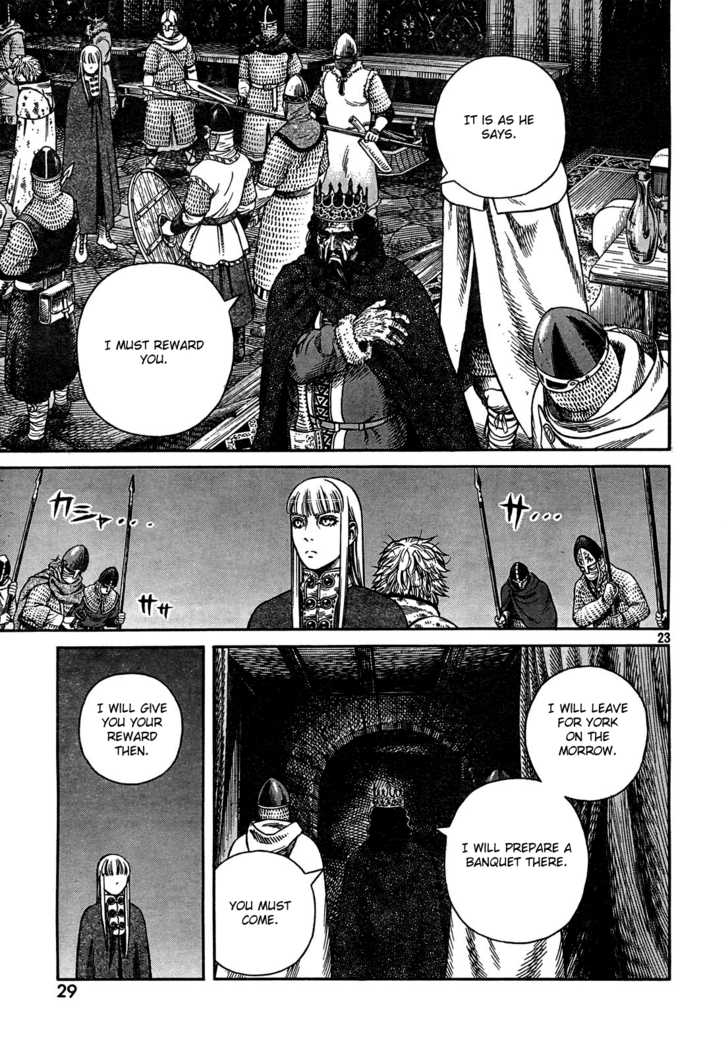 IT IS AS HE
SAYS.
I MUST REWARD
YOU.
ガシャ・・・
ザ・・・
ザザ
23
I WILL LEAVE
FOR YORK
ON THE
MORROW.
I WILL PREPARE A
BANQUET THERE.
YOU MUST
COME.
I WILL GIVE
YOU YOUR
REWARD
THEN.
29